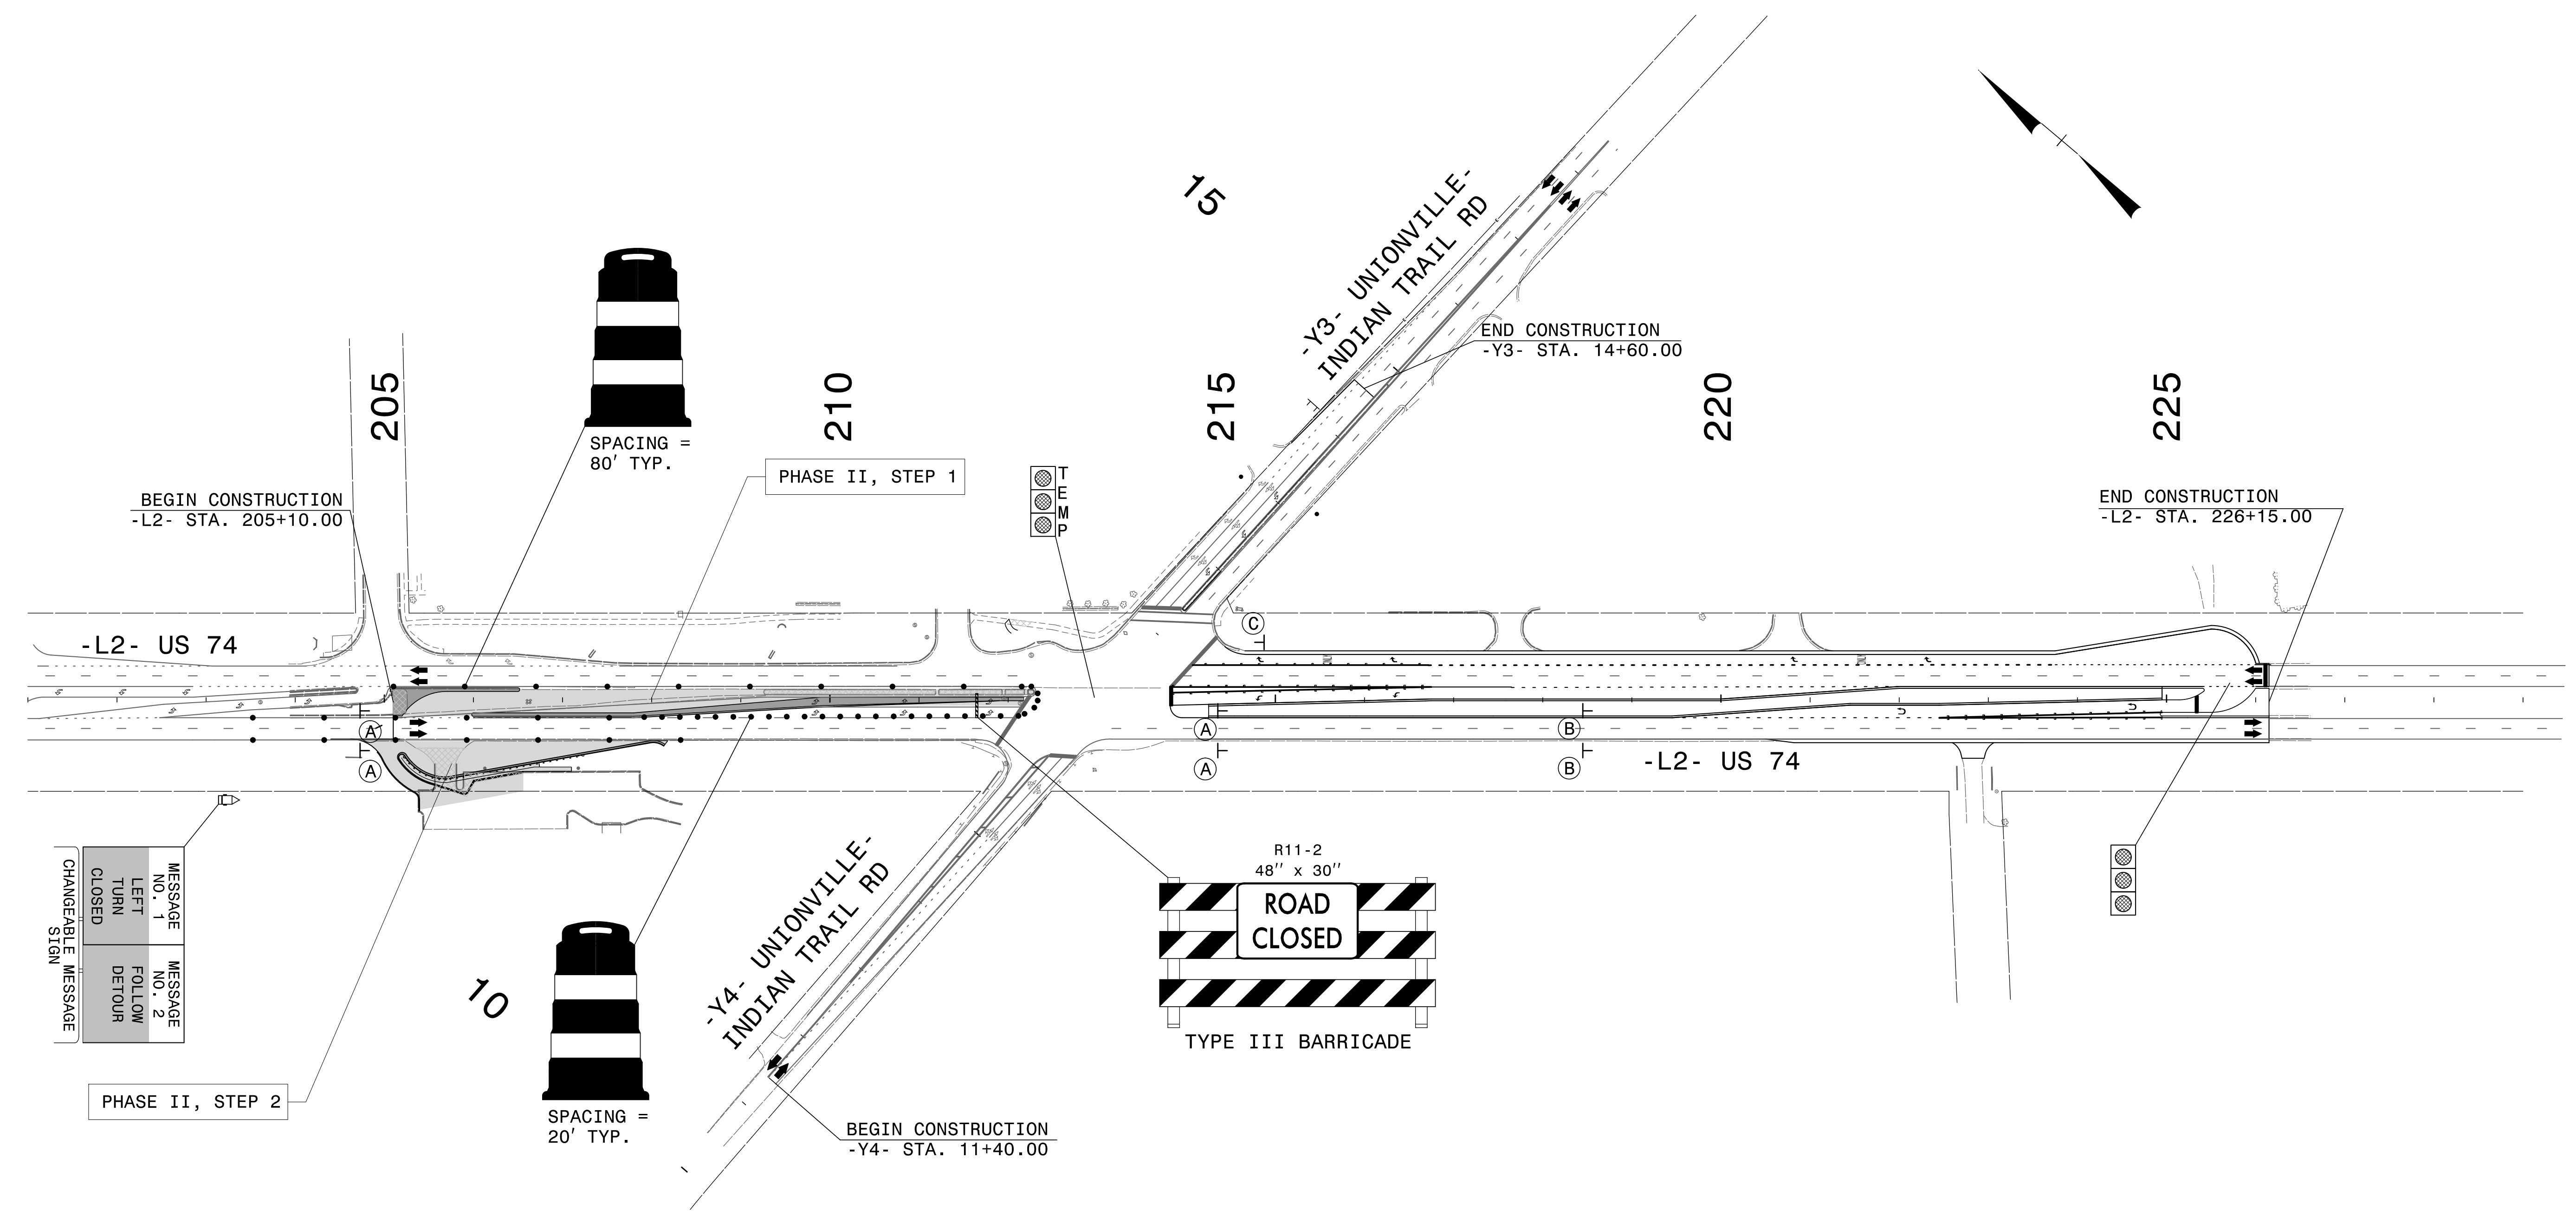 15
-Y3- UNIONVILLE-
INDIAN TRAIL RD
END CONSTRUCTION
-Y3- STA. 14+60.00
205
210
215
220
225
SPACING =
80' TYP.
PHASE II, STEP 1
T
E
M
P
BEGIN CONSTRUCTION
-L2- STA. 205+10.00
END CONSTRUCTION
-L2- STA. 226+15.00
-L2- US 74
C
A
A
A
A
B
B
-L2- US 74
MESSAGE
NO. 1
LEFT
TURN
CLOSED
MESSAGE
NO. 2
FOLLOW
DETOUR
CHANGEABLE MESSAGE
SIGN
-Y4- UNIONVILLE-
INDIAN TRAIL RD
10
R11-2
48" x 30"
ROAD
CLOSED
TYPE III BARRICADE
PHASE II, STEP 2
SPACING =
20' TYP.
BEGIN CONSTRUCTION
-Y4- STA. 11+40.00